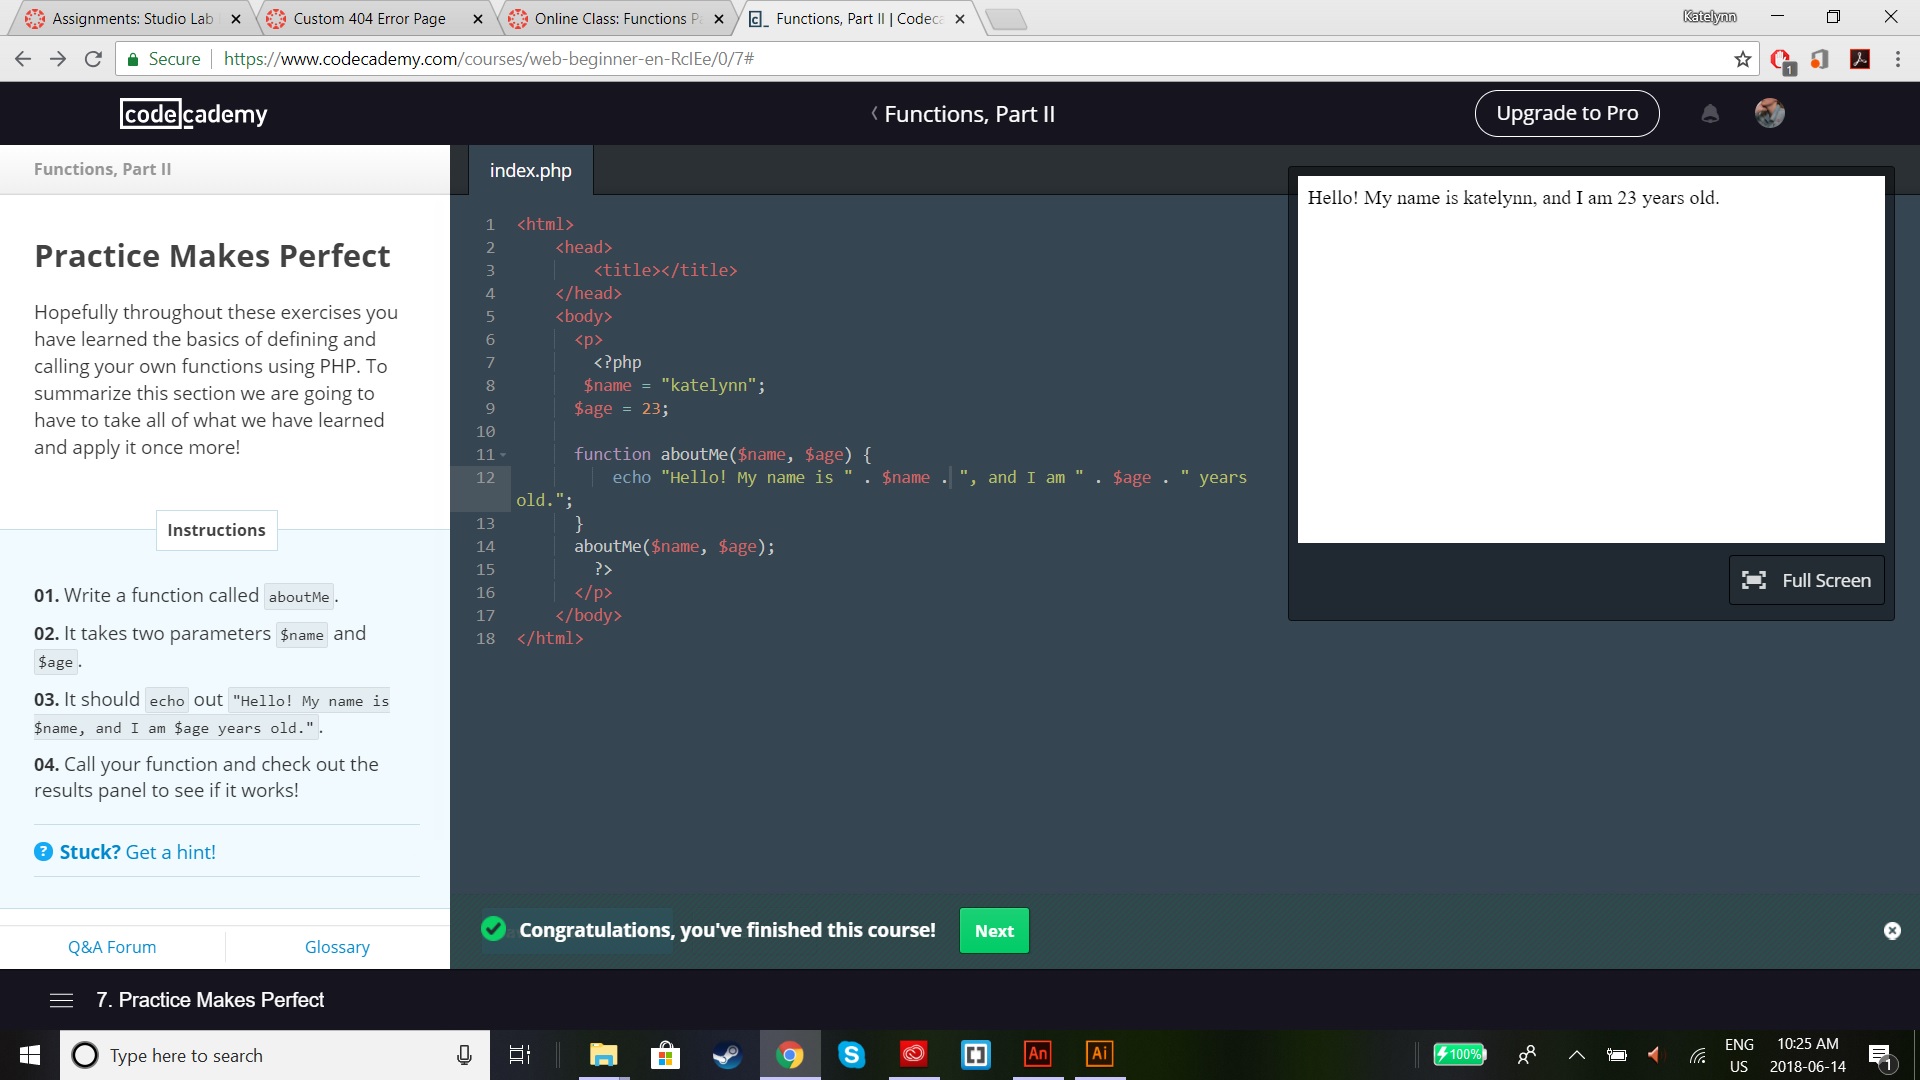 Assignments: Studio Lab
Custom 404 Error Page
Online Class: Functions P
Functions, Part II | Codeca
Katelynn
Secure
https://www.codecademy.com/courses/web-beginner-en-RclEe/0/7#
1
codecademy
Functions, Part II
Upgrade to Pro
Functions, Part II
Practice Makes Perfect
Hopefully throughout these exercises you
have learned the basics of defining and
calling your own functions using PHP. To
summarize this section we are going to
have to take all of what we have learned
and apply it once more!
Instructions
01. Write a function called aboutMe.
02. It takes two parameters $name and
$age.
03. It should echo out "Hello! My name is
$name, and I am $age years old.".
04. Call your function and check out the
results panel to see if it works!
? Stuck? Get a hint!
Q&A Forum
Glossary
index.php
1 <html>
2 <head>
3 <title></title>
4 </head>
5 <body>
6 <p>
7 <?php
8 $name = "katelynn";
9 $age = 23;
10
11 function aboutMe($name, $age) {
12 echo "Hello! My name is " . $name . ", and I am " . $age . " years
old.";
13 }
14 aboutMe($name, $age);
15 ?>
16 </p>
17 </body>
18 </html>
Hello! My name is katelynn, and I am 23 years old.
Full Screen
Congratulations, you've finished this course!
Next
7. Practice Makes Perfect
Type here to search
S
An
Ai
100%
ENG
US
10:25 AM
2018-06-14
1